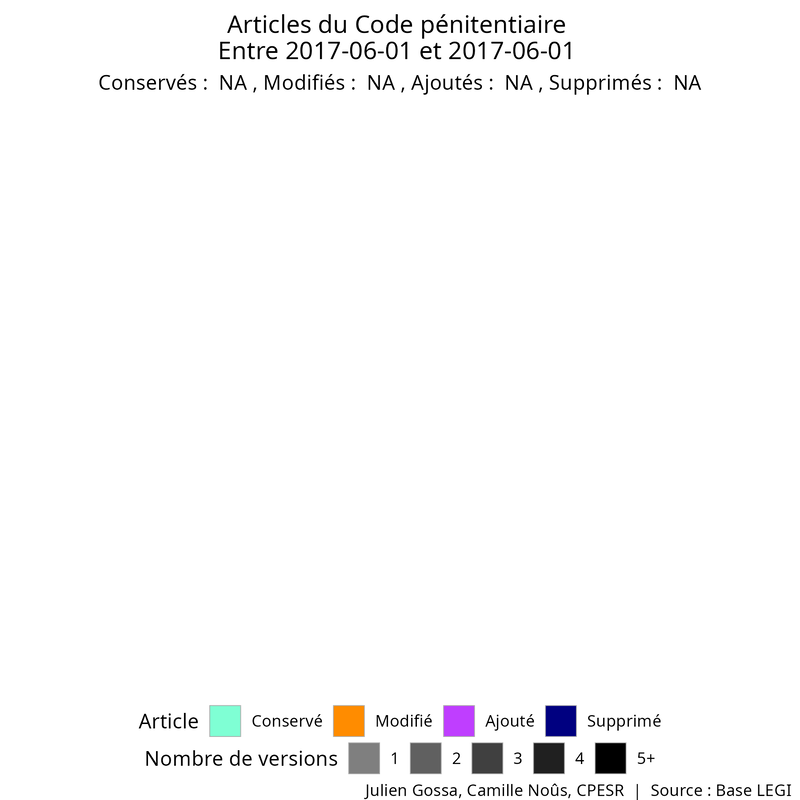 Articles du Code pénitentiaire
Entre 2017-06-01 et 2017-06-01
Conservés :  NA , Modifiés :  NA , Ajoutés :  NA , Supprimés :  NA
Article Conservé Modifié Ajouté Supprimé
Nombre de versions 1 2 3 4 5+
Julien Gossa, Camille Noûs, CPESR  |  Source : Base LEGI